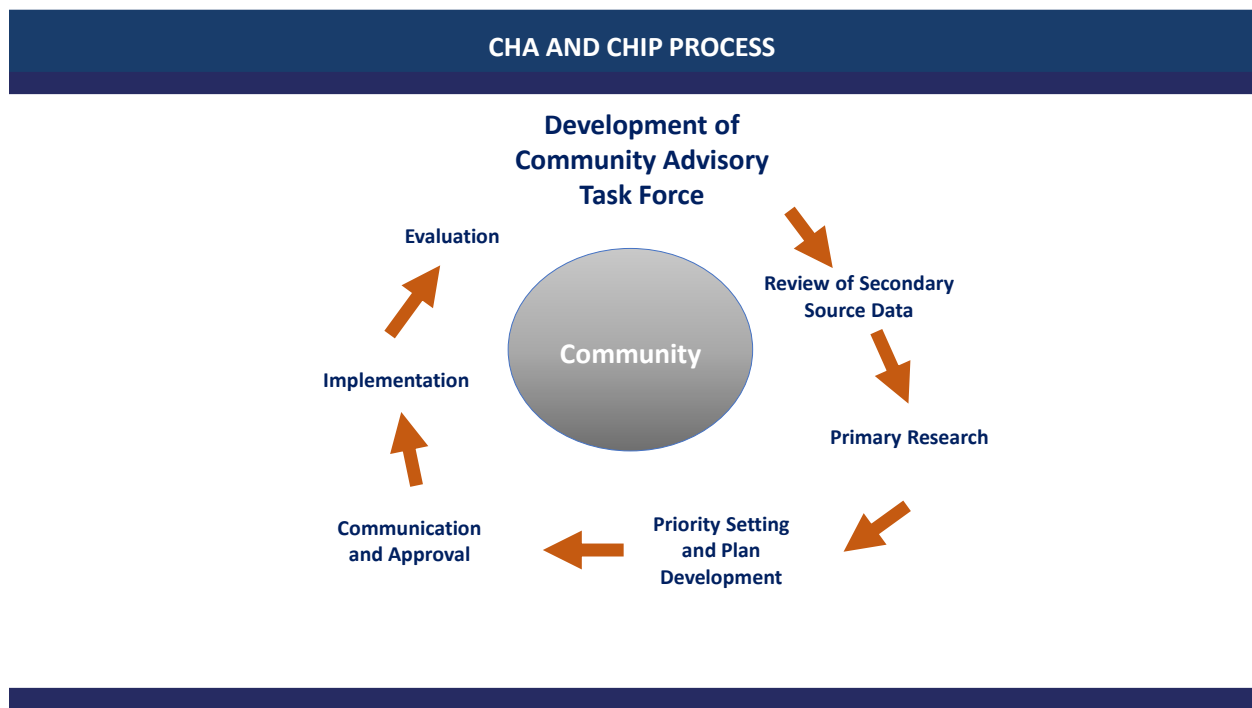 CHA AND CHIP PROCESS
Development of
Community Advisory
Task Force
Review of Secondary
Source Data
Primary Research
Priority Setting
and Plan
Development
Communication
and Approval
Implementation
Evaluation
Community